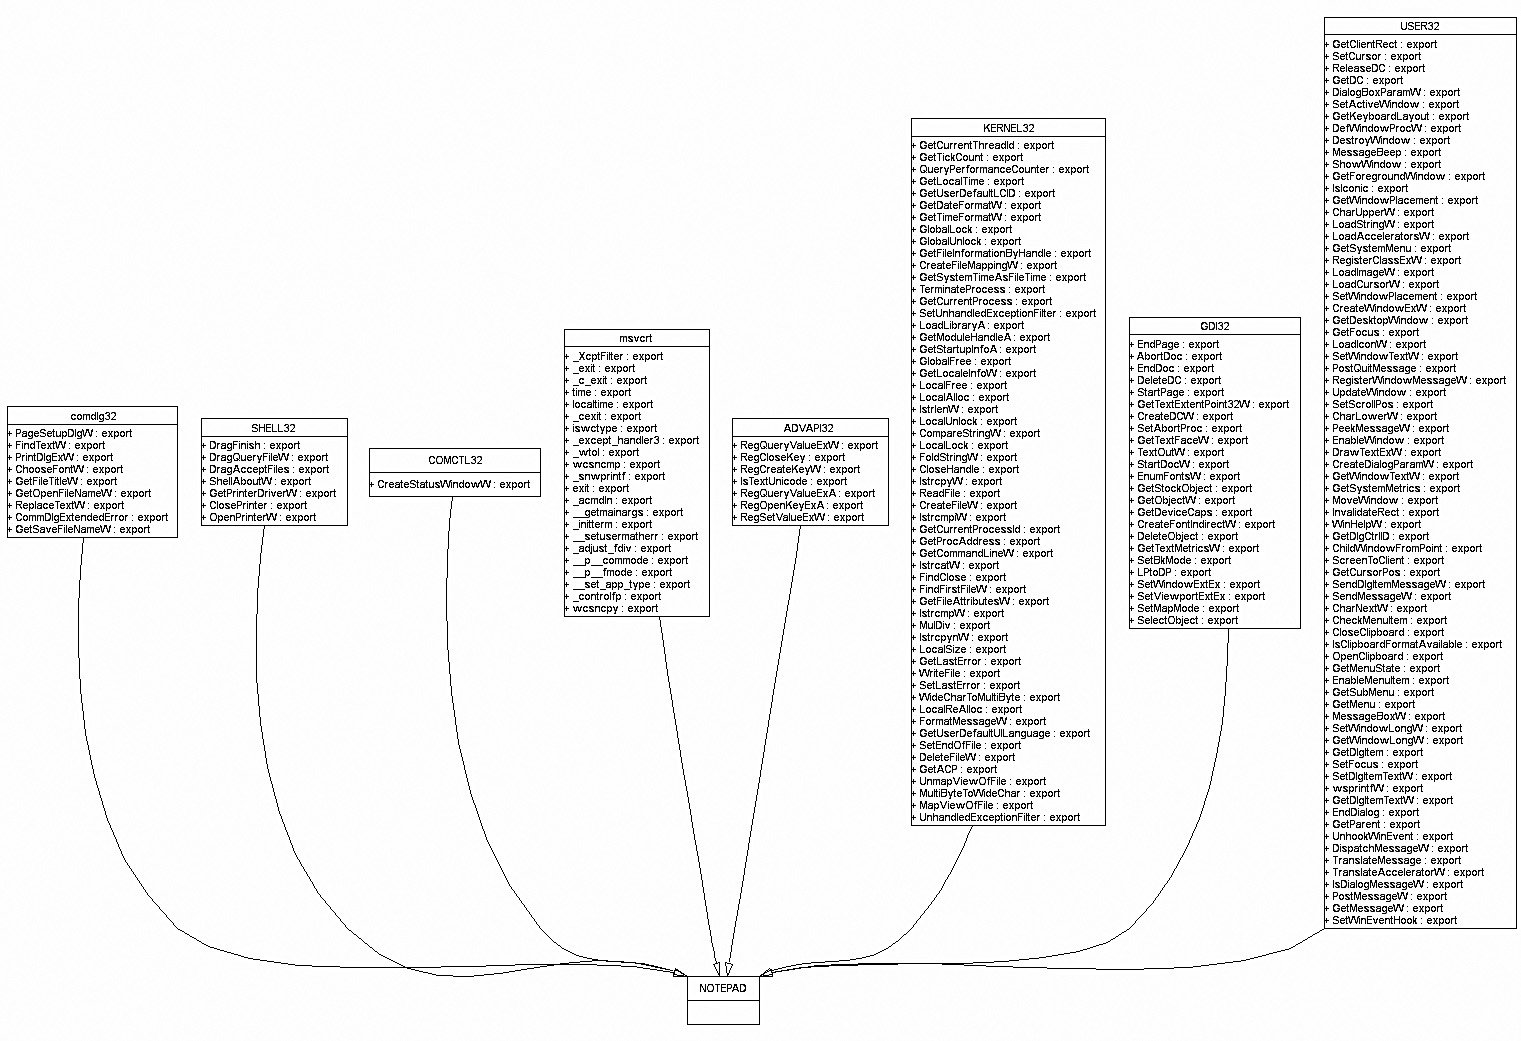 comdlg32
+ PageSetupDlgW : export
+ FindTextW : export
+ PrintDlgExW : export
+ ChooseFontW : export
+ GetFileTitleW : export
+ GetOpenFileNameW : export
+ ReplaceTextW : export
+ CommDlgExtendedError : export
+ GetSaveFileNameW : export
SHELL32
+ DragFinish : export
+ DragQueryFileW : export
+ DragAcceptFiles : export
+ ShellAboutW : export
+ GetPrinterDriverW : export
+ ClosePrinter : export
+ OpenPrinterW : export
COMCTL32
+ CreateStatusWindowW : export
msvcrt
+ _XcptFilter : export
+ _exit : export
+ _c_exit : export
+ time : export
+ localtime : export
+ _cexit : export
+ iswctype : export
+ _except_handler3 : export
+ _wtol : export
+ wcsncmp : export
+ _snwprintf : export
+ exit : export
+ _acmdln : export
+ __getmainargs : export
+ _initterm : export
+ __setusermatherr : export
+ _adjust_fdiv : export
+ __p__commode : export
+ __p__fmode : export
+ __set_app_type : export
+ _controlfp : export
+ wcsncpy : export
ADVAPI32
+ RegQueryValueExW : export
+ RegCloseKey : export
+ RegCreateKeyW : export
+ IsTextUnicode : export
+ RegQueryValueExA : export
+ RegOpenKeyExA : export
+ RegSetValueExW : export
KERNEL32
+ GetCurrentThreadId : export
+ GetTickCount : export
+ QueryPerformanceCounter : export
+ GetLocalTime : export
+ GetUserDefaultLCID : export
+ GetDateFormatW : export
+ GetTimeFormatW : export
+ GlobalLock : export
+ GlobalUnlock : export
+ GetFileInformationByHandle : export
+ CreateFileMappingW : export
+ GetSystemTimeAsFileTime : export
+ TerminateProcess : export
+ GetCurrentProcess : export
+ SetUnhandledExceptionFilter : export
+ LoadLibraryA : export
+ GetModuleHandleA : export
+ GetStartupInfoA : export
+ GlobalFree : export
+ GetLocaleInfoW : export
+ LocalFree : export
+ LocalAlloc : export
+ lstrlenW : export
+ LocalUnlock : export
+ CompareStringW : export
+ LocalLock : export
+ FoldStringW : export
+ CloseHandle : export
+ lstrcpyW : export
+ ReadFile : export
+ CreateFileW : export
+ lstrcmpiW : export
+ GetCurrentProcessId : export
+ GetProcAddress : export
+ GetCommandLineW : export
+ lstrcatW : export
+ FindClose : export
+ FindFirstFileW : export
+ GetFileAttributesW : export
+ lstrcmpW : export
+ MulDiv : export
+ lstrcpynW : export
+ LocalSize : export
+ GetLastError : export
+ WriteFile : export
+ SetLastError : export
+ WideCharToMultiByte : export
+ LocalReAlloc : export
+ FormatMessageW : export
+ GetUserDefaultUILanguage : export
+ SetEndOfFile : export
+ DeleteFileW : export
+ GetACP : export
+ UnmapViewOfFile : export
+ MultiByteToWideChar : export
+ MapViewOfFile : export
+ UnhandledExceptionFilter : export
GDI32
+ EndPage : export
+ AbortDoc : export
+ EndDoc : export
+ DeleteDC : export
+ StartPage : export
+ GetTextExtentPoint32W : export
+ CreateDCW : export
+ SetAbortProc : export
+ GetTextFaceW : export
+ TextOutW : export
+ StartDocW : export
+ EnumFontsW : export
+ GetStockObject : export
+ GetObjectW : export
+ GetDeviceCaps : export
+ CreateFontIndirectW : export
+ DeleteObject : export
+ GetTextMetricsW : export
+ SetBkMode : export
+ LPtoDP : export
+ SetWindowExtEx : export
+ SetViewportExtEx : export
+ SetMapMode : export
+ SelectObject : export
USER32
+ GetClientRect : export
+ SetCursor : export
+ ReleaseDC : export
+ GetDC : export
+ DialogBoxParamW : export
+ SetActiveWindow : export
+ GetKeyboardLayout : export
+ DefWindowProcW : export
+ DestroyWindow : export
+ MessageBeep : export
+ ShowWindow : export
+ GetForegroundWindow : export
+ IsIconic : export
+ GetWindowPlacement : export
+ CharUpperW : export
+ LoadStringW : export
+ LoadAcceleratorsW : export
+ GetSystemMenu : export
+ RegisterClassExW : export
+ LoadImageW : export
+ LoadCursorW : export
+ SetWindowPlacement : export
+ CreateWindowExW : export
+ GetDesktopWindow : export
+ GetFocus : export
+ LoadIconW : export
+ SetWindowTextW : export
+ PostQuitMessage : export
+ RegisterWindowMessageW : export
+ UpdateWindow : export
+ SetScrollPos : export
+ CharLowerW : export
+ PeekMessageW : export
+ EnableWindow : export
+ DrawTextExW : export
+ CreateDialogParamW : export
+ GetWindowTextW : export
+ GetSystemMetrics : export
+ MoveWindow : export
+ InvalidateRect : export
+ WinHelpW : export
+ GetDlgCtrlID : export
+ ChildWindowFromPoint : export
+ ScreenToClient : export
+ GetCursorPos : export
+ SendDlgItemMessageW : export
+ SendMessageW : export
+ CharNextW : export
+ CheckMenuItem : export
+ CloseClipboard : export
+ IsClipboardFormatAvailable : export
+ OpenClipboard : export
+ GetMenuState : export
+ EnableMenuItem : export
+ GetSubMenu : export
+ GetMenu : export
+ MessageBoxW : export
+ SetWindowLongW : export
+ GetWindowLongW : export
+ GetDlgItem : export
+ SetFocus : export
+ SetDlgItemTextW : export
+ wsprintfW : export
+ GetDlgItemTextW : export
+ EndDialog : export
+ GetParent : export
+ UnhookWinEvent : export
+ DispatchMessageW : export
+ TranslateMessage : export
+ TranslateAcceleratorW : export
+ IsDialogMessageW : export
+ PostMessageW : export
+ GetMessageW : export
+ SetWinEventHook : export
NOTEPAD